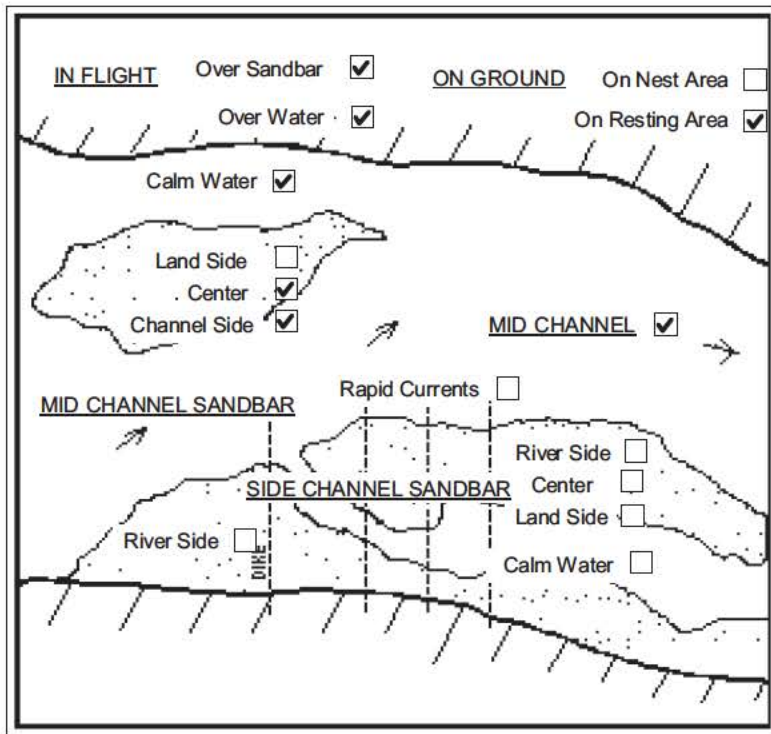 IN FLIGHT Over Sandbar ON GROUND On Nest Area
Over Water On Resting Area
Calm Water
Land Side
Center
Channel Side
MID CHANNEL
Rapid Currents
MID CHANNEL SANDBAR
River Side
SIDE CHANNEL SANDBAR Center
Land Side
River Side
DIKE
Calm Water